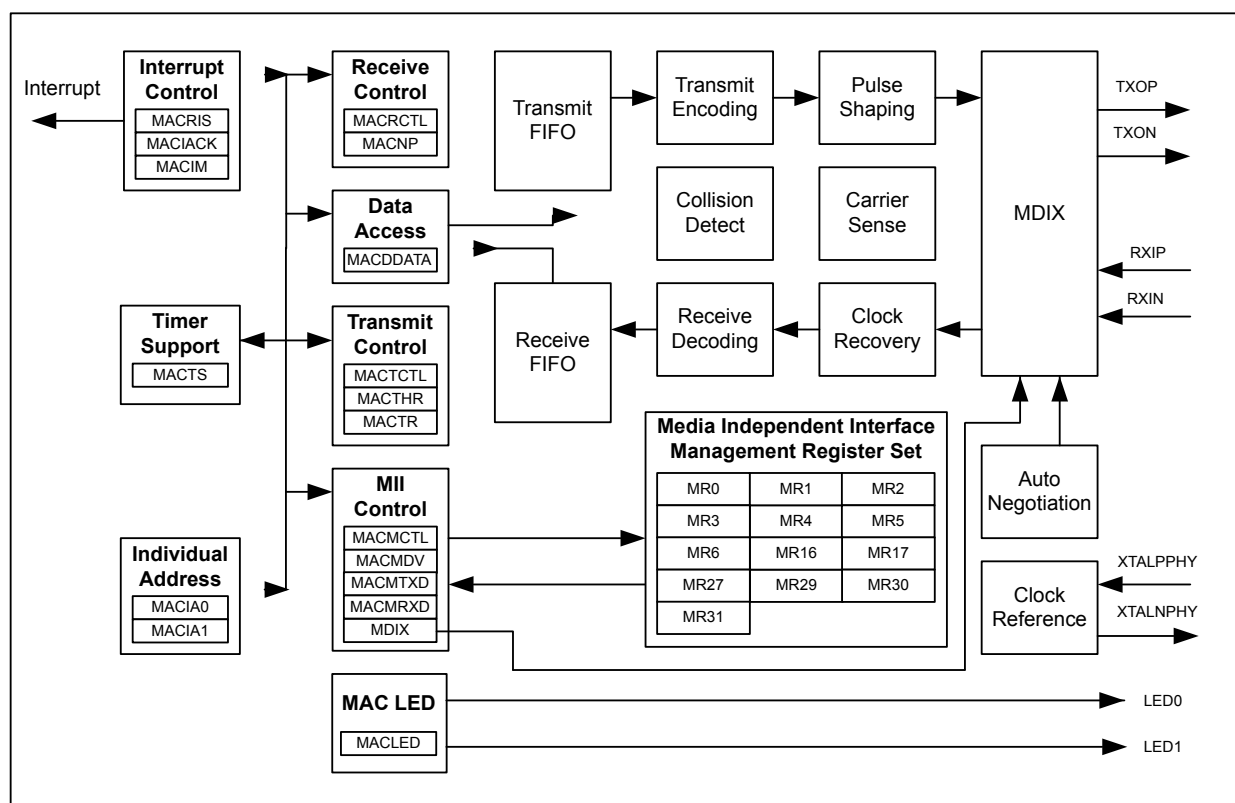 Interrupt
Interrupt
Control
MACRIS
MACIACK
MACIM
Timer
Support
MACTS
Individual
Address
MACIA0
MACIA1
Receive
Control
MACRCTL
MACNP
Data
Access
MACDDATA
Transmit
Control
MACTCTL
MACTHR
MACTR
MII
Control
MACMCTL
MACMDV
MACMTXD
MACMRXD
MDIX
MAC LED
MACLED
Transmit
FIFO
Receive
FIFO
Transmit
Encoding
Pulse
Shaping
Collision
Detect
Carrier
Sense
Receive
Decoding
Clock
Recovery
MDIX
TXOP
TXON
RXIP
RXIN
Media Independent Interface
Management Register Set
MR0 MR1 MR2
MR3 MR4 MR5
MR6 MR16 MR17
MR27 MR29 MR30
MR31
Auto
Negotiation
Clock
Reference
XTALPPHY
XTALNPHY
LED0
LED1